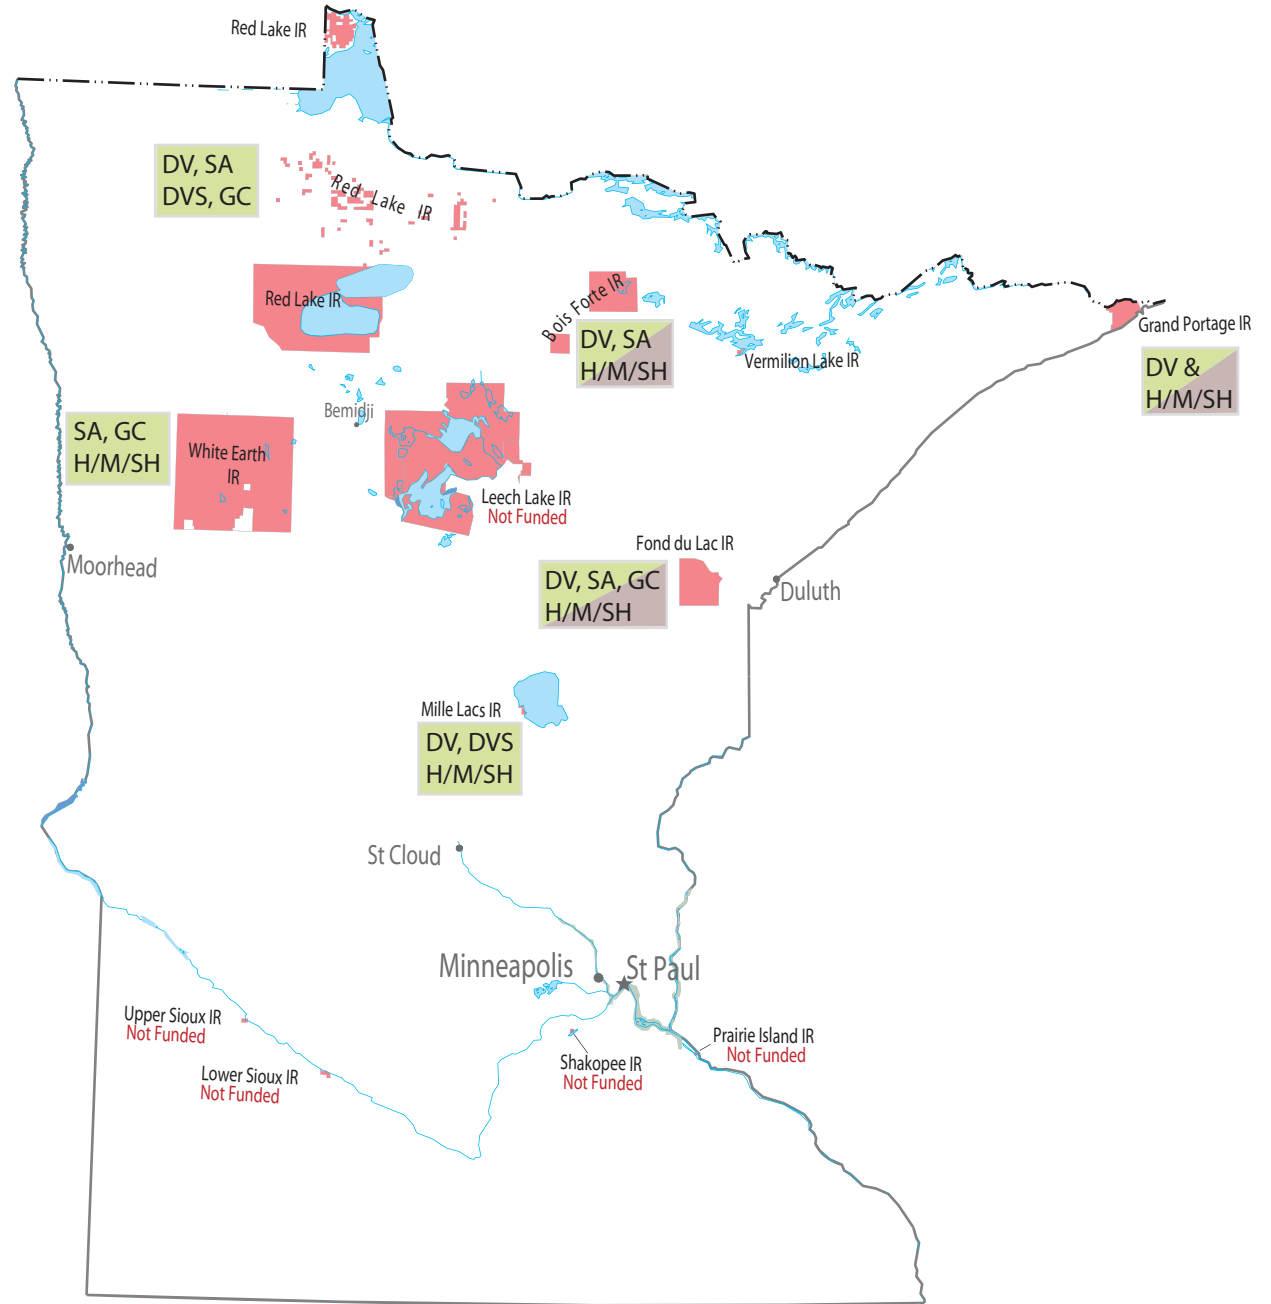 Red Lake IR
DV, SA
DVS, GC
Red Lake IR
Red Lake IR
Bois Forte IR
DV, SA
H/M/SH
Vermilion Lake IR
Grand Portage IR
DV &
H/M/SH
Bemidji
SA, GC
H/M/SH
White Earth
IR
Leech Lake IR
Not Funded
Moorhead
Fond du Lac IR
DV, SA, GC
H/M/SH
Duluth
Mille Lacs IR
DV, DVS
H/M/SH
St Cloud
Minneapolis
St Paul
Upper Sioux IR
Not Funded
Lower Sioux IR
Not Funded
Shakopee IR
Not Funded
Prairie Island IR
Not Funded